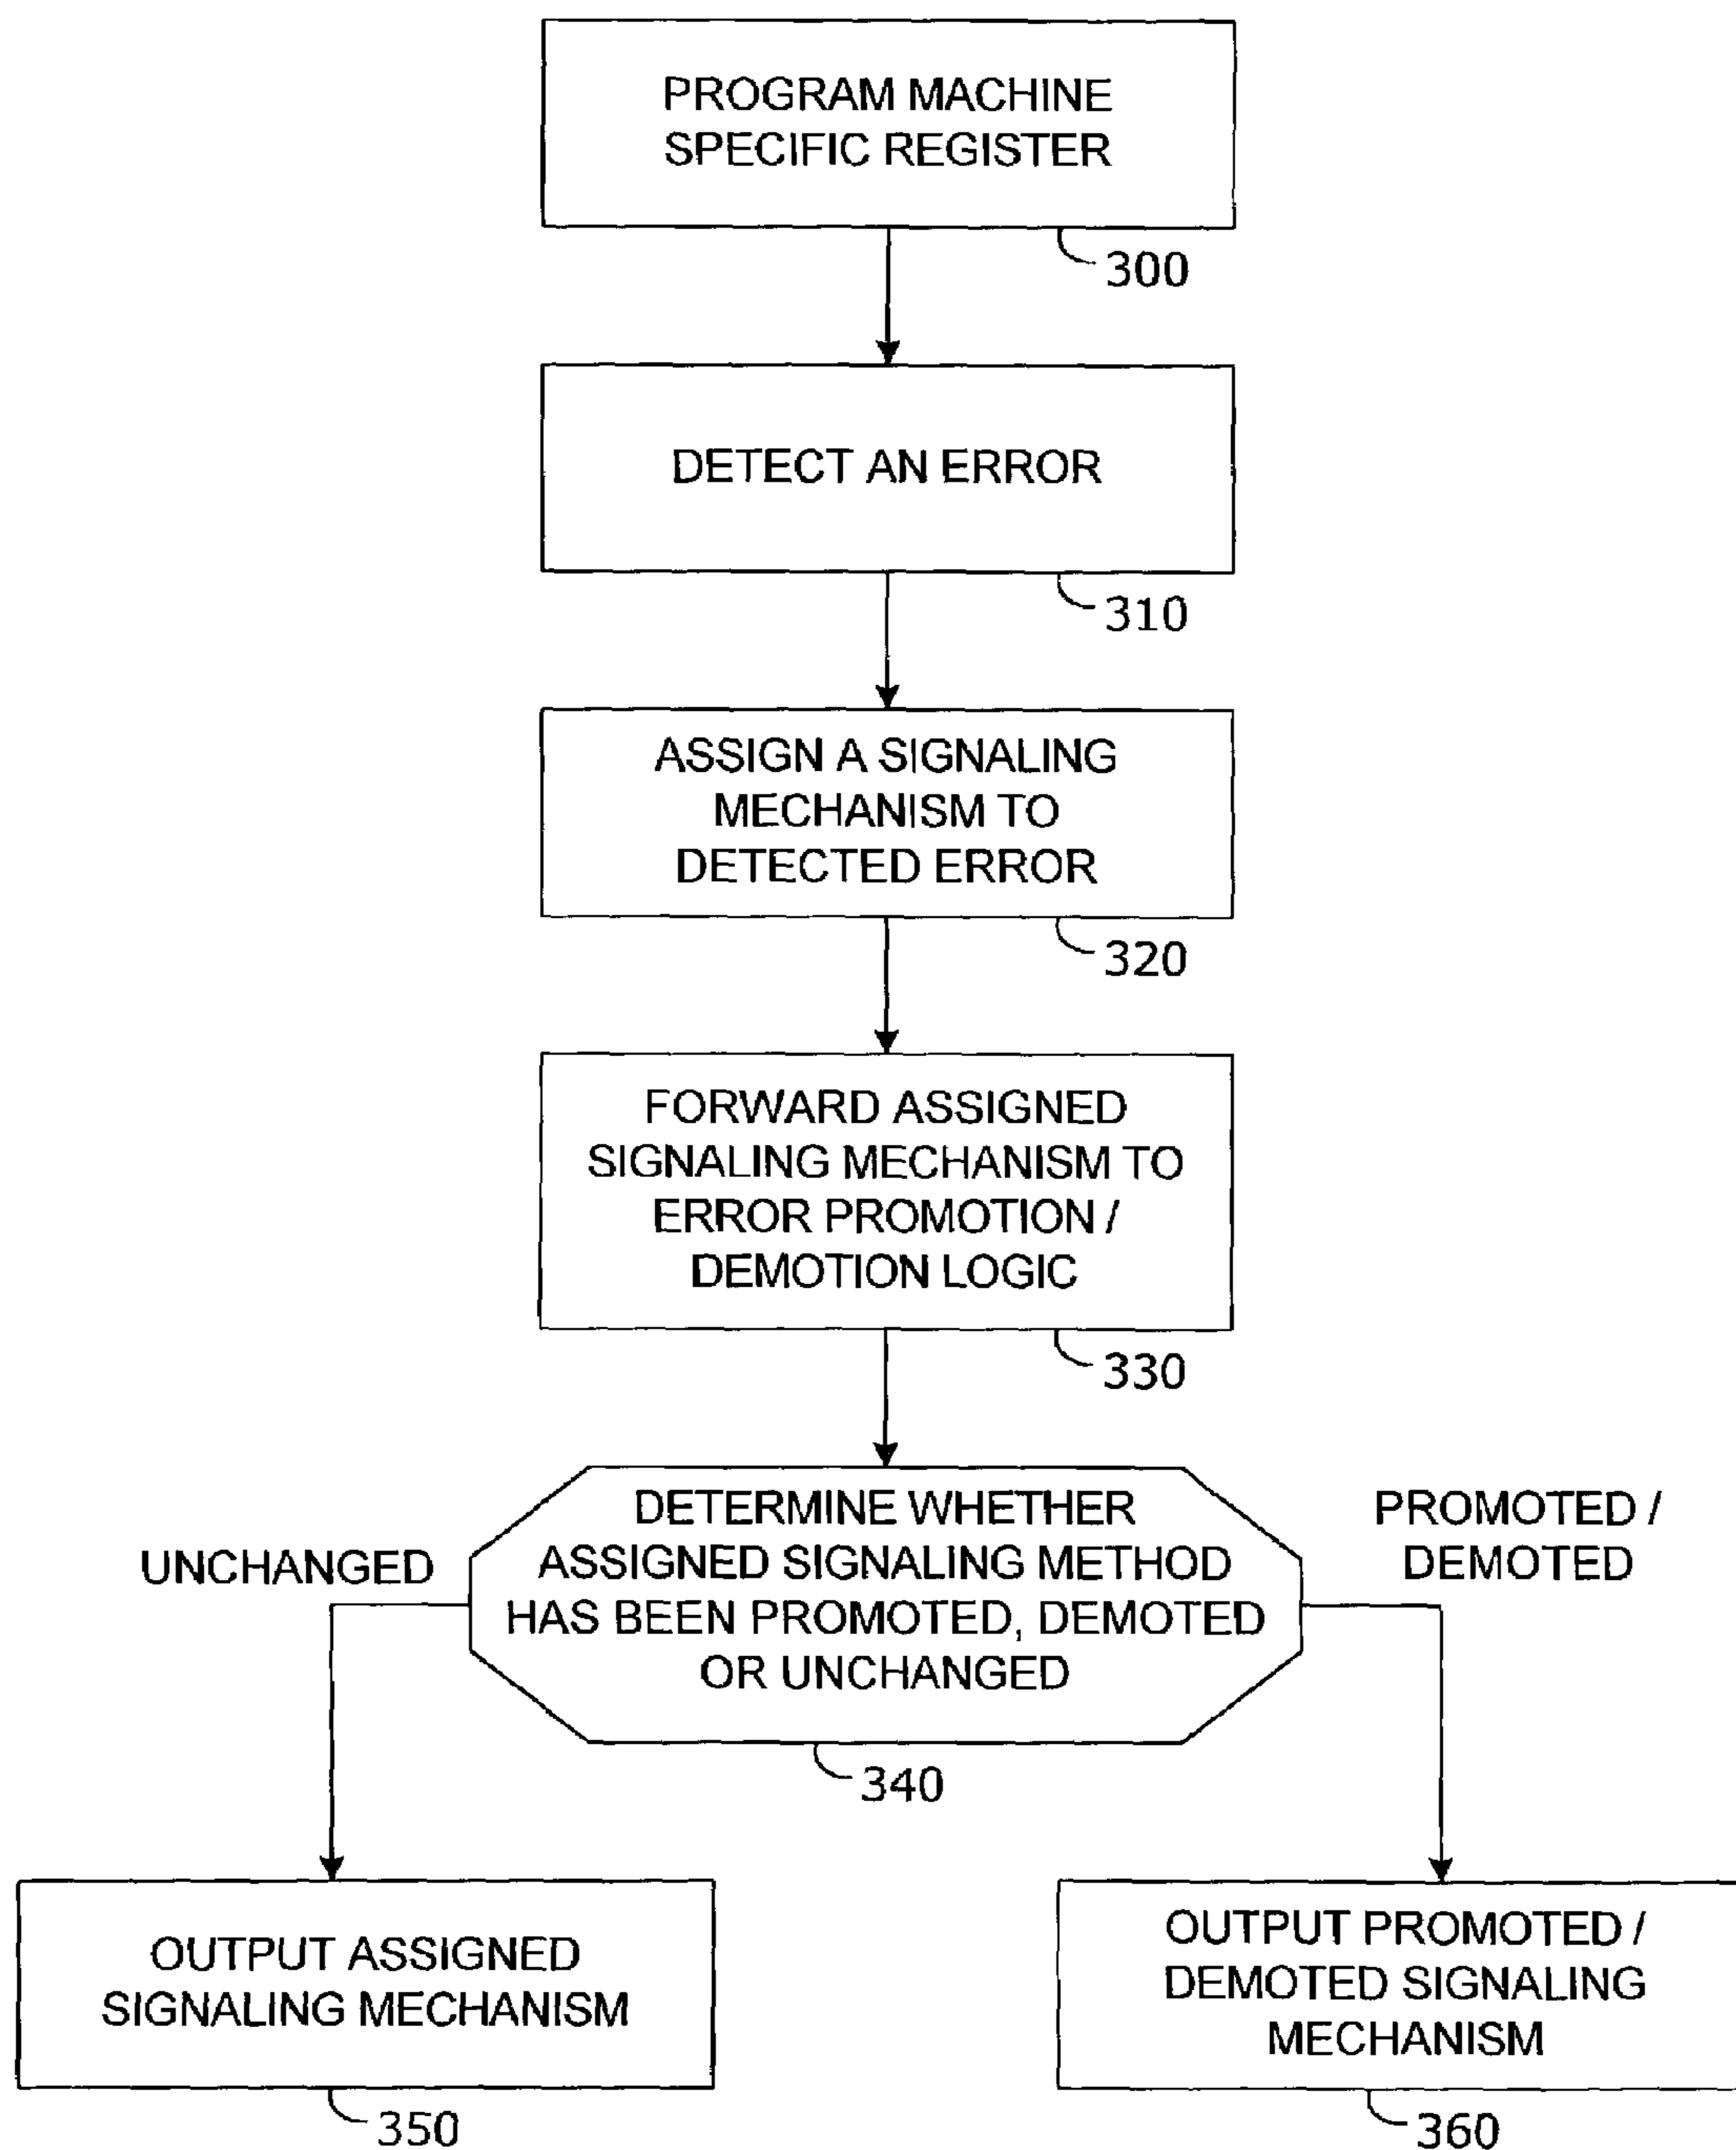 PROGRAM MACHINE
SPECIFIC REGISTER
300
DETECT AN ERROR
310
ASSIGN A SIGNALING
MECHANISM TO
DETECTED ERROR
320
FORWARD ASSIGNED
SIGNALING MECHANISM TO
ERROR PROMOTION /
DEMOTION LOGIC
330
DETERMINE WHETHER
ASSIGNED SIGNALING METHOD
HAS BEEN PROMOTED, DEMOTED
OR UNCHANGED
340
UNCHANGED
PROMOTED /
DEMOTED
OUTPUT ASSIGNED
SIGNALING MECHANISM
350
OUTPUT PROMOTED /
DEMOTED SIGNALING
MECHANISM
360